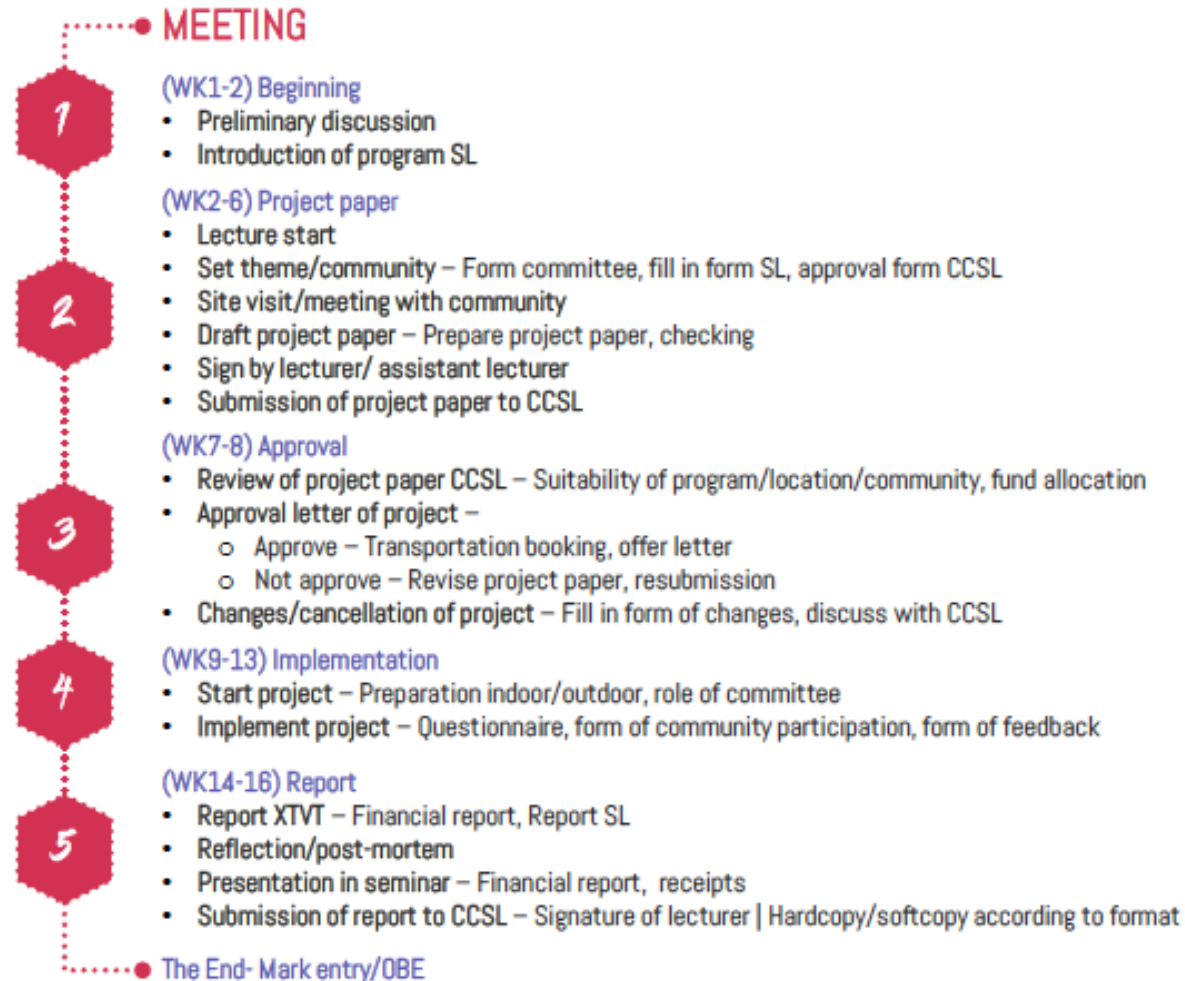 MEETING
1
(WK1-2) Beginning
• Preliminary discussion
• Introduction of program SL
(WK2-6) Project paper
• Lecture start
• Set theme/community – Form committee, fill in form SL, approval form CCSL
2
• Site visit/meeting with community
• Draft project paper – Prepare project paper, checking
• Sign by lecturer/ assistant lecturer
• Submission of project paper to CCSL
(WK7-8) Approval
• Review of project paper CCSL – Suitability of program/location/community, fund allocation
• Approval letter of project –
3
o Approve – Transportation booking, offer letter
o Not approve – Revise project paper, resubmission
• Changes/cancellation of project – Fill in form of changes, discuss with CCSL
(WK9-13) Implementation
4
• Start project – Preparation indoor/outdoor, role of committee
• Implement project – Questionnaire, form of community participation, form of feedback
(WK14-16) Report
• Report XTVT – Financial report, Report SL
5
• Reflection/post-mortem
• Presentation in seminar – Financial report, receipts
• Submission of report to CCSL – Signature of lecturer | Hardcopy/softcopy according to format
The End- Mark entry/OBE